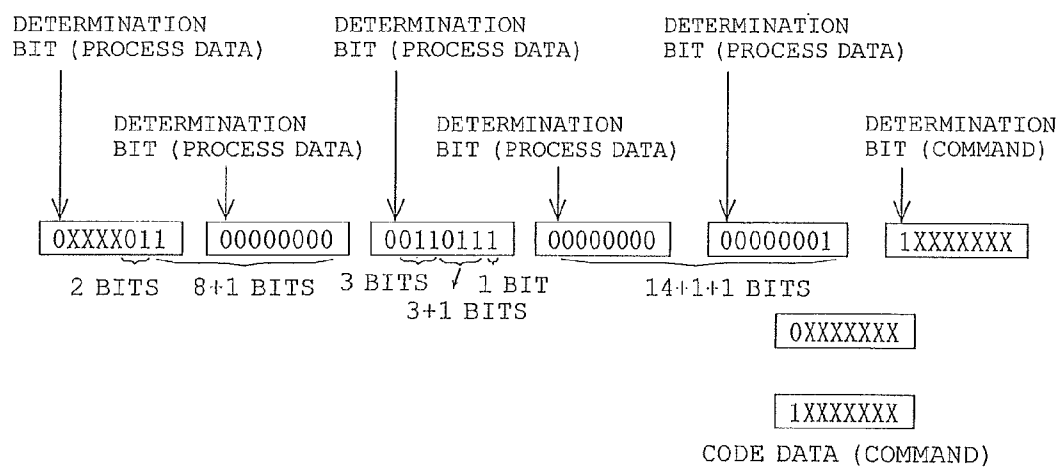 DETERMINATION
BIT (PROCESS DATA)
DETERMINATION
BIT (PROCESS DATA)
DETERMINATION
BIT (PROCESS DATA)
DETERMINATION
BIT (PROCESS DATA)
DETERMINATION
BIT (PROCESS DATA)
DETERMINATION
BIT (COMMAND)
0XXXX011 00000000 00110111 00000000 00000001 1XXXXXXX
2 BITS 8+1 BITS 3 BITS 1 BIT 14+1+1 BITS
3+1 BITS
0XXXXXXX
1XXXXXXX
CODE DATA (COMMAND)